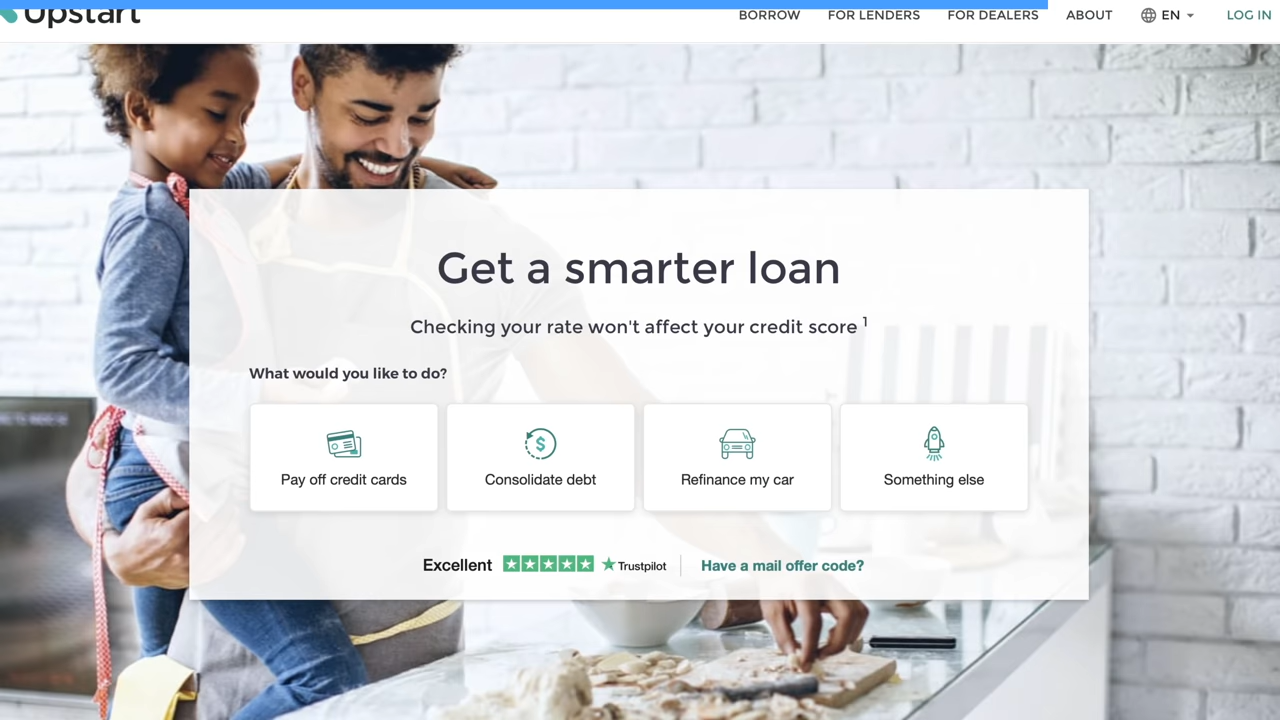 Upstart
BORROW FOR LENDERS FOR DEALERS ABOUT EN LOG IN
Get a smarter loan
Checking your rate won't affect your credit score 1
What would you like to do?
Pay off credit cards Consolidate debt Refinance my car Something else
Excellent Trustpilot Have a mail offer code?